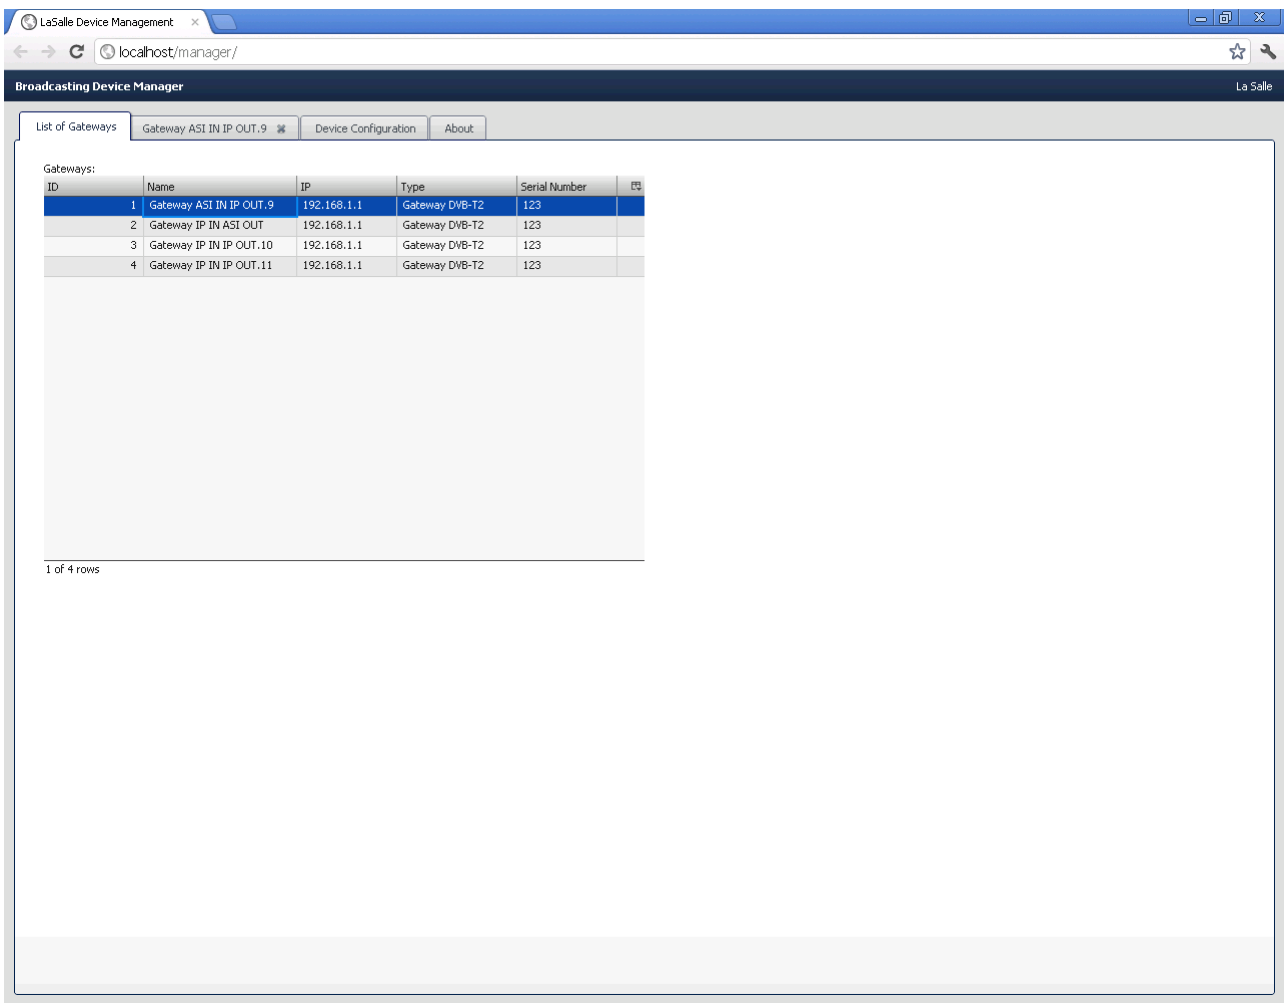 LaSalle Device Management
localhost/manager/
Broadcasting Device Manager La Salle
List of Gateways Gateway ASI IN IP OUT.9 Device Configuration About
Gateways:
ID Name IP Type Serial Number
1 Gateway ASI IN IP OUT.9 192.168.1.1 Gateway DVB-T2 123
2 Gateway IP IN ASI OUT 192.168.1.1 Gateway DVB-T2 123
3 Gateway IP IN IP OUT.10 192.168.1.1 Gateway DVB-T2 123
4 Gateway IP IN IP OUT.11 192.168.1.1 Gateway DVB-T2 123
1 of 4 rows